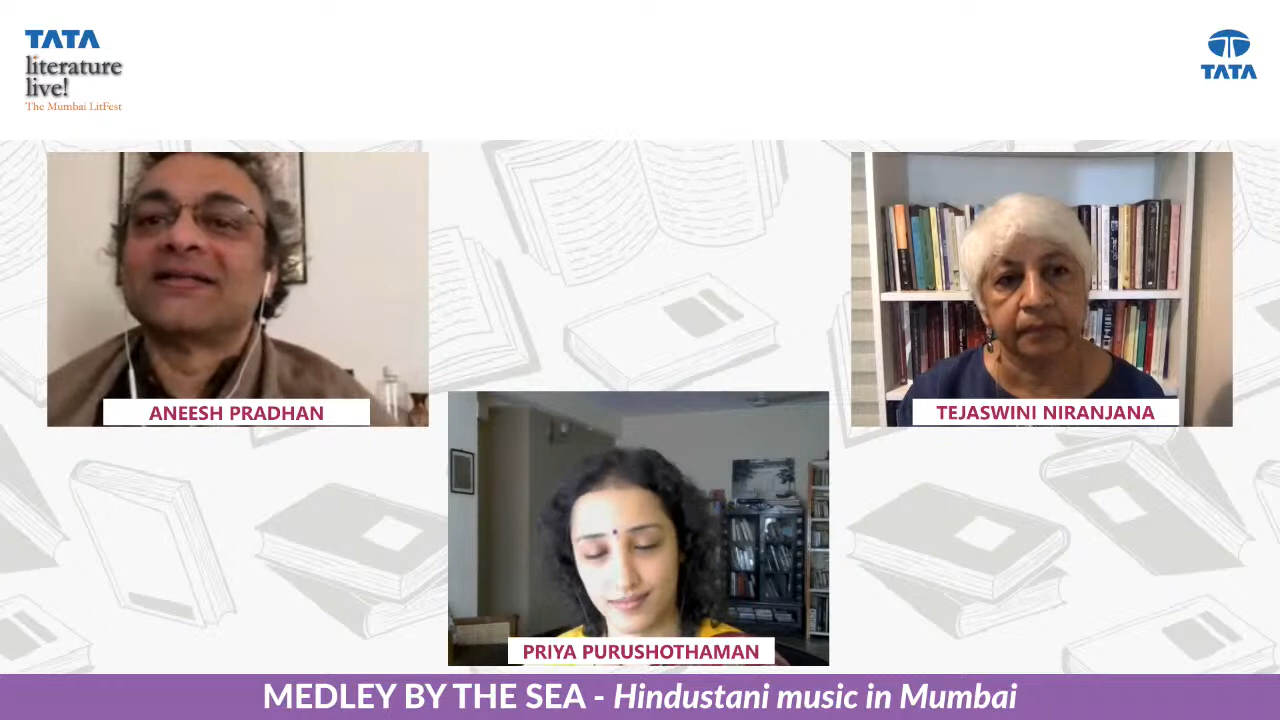 TATA
literature
live!
The Mumbai LitFest
TATA
ANEESH PRADHAN
TEJASWINI NIRANJANA
PRIYA PURUSHOTHAMAN
MEDLEY BY THE SEA - Hindustani music in Mumbai